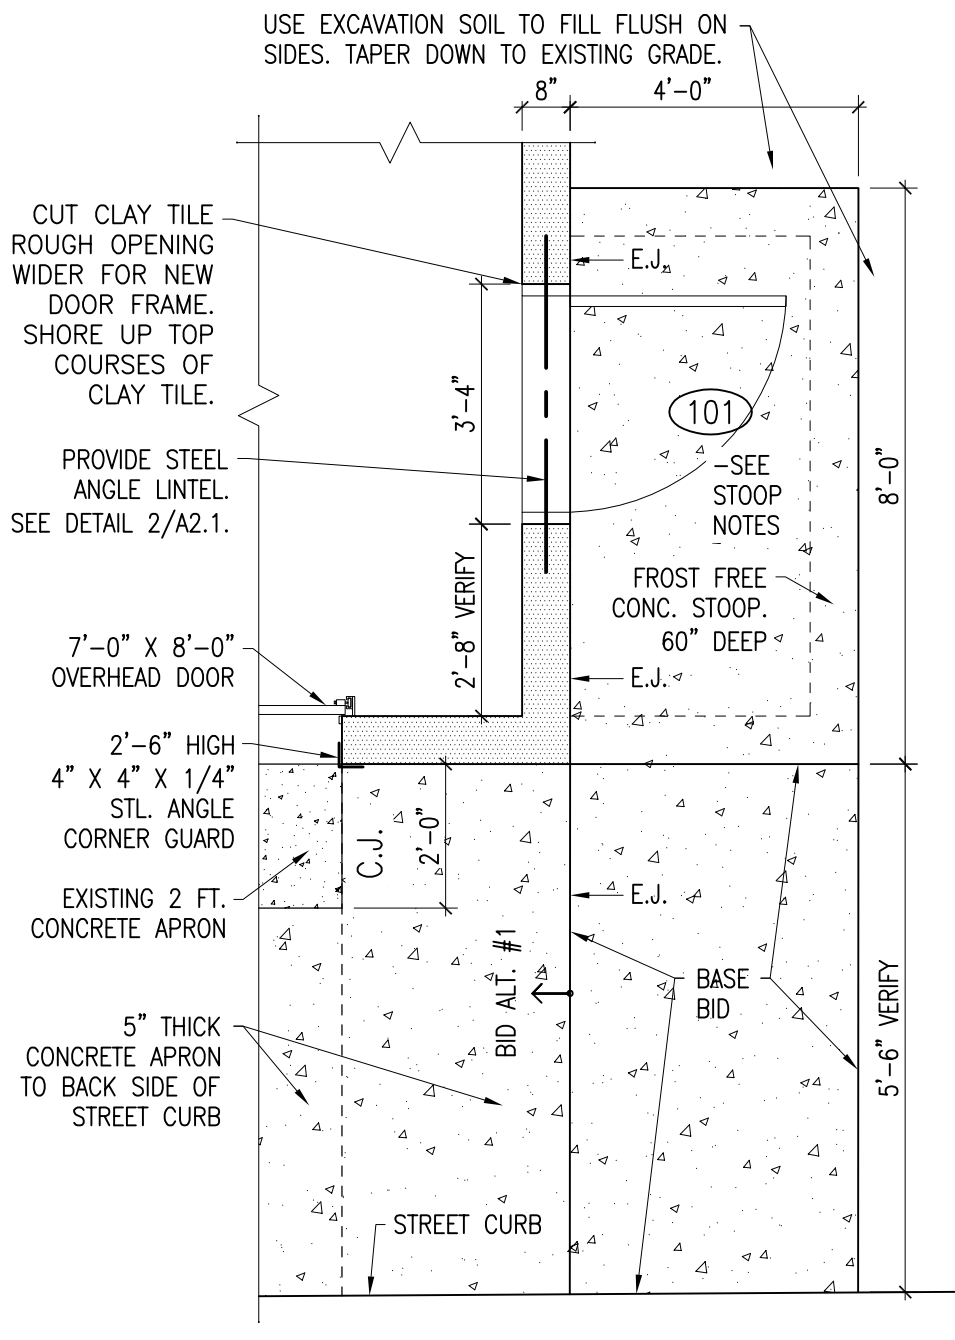 USE EXCAVATION SOIL TO FILL FLUSH ON
SIDES. TAPER DOWN TO EXISTING GRADE.
8"
4'-0"
CUT CLAY TILE
ROUGH OPENING
WIDER FOR NEW
DOOR FRAME.
SHORE UP TOP
COURSES OF
CLAY TILE.
E.J.
3'-4"
101
8'-0"
PROVIDE STEEL
ANGLE LINTEL.
SEE DETAIL 2/A2.1.
-SEE
STOOP
NOTES
FROST FREE
CONC. STOOP.
60" DEEP
2'-8" VERIFY
7'-0" X 8'-0"
OVERHEAD DOOR
E.J.
2'-6" HIGH
4" X 4" X 1/4"
STL. ANGLE
CORNER GUARD
C.J.
2'-0"
EXISTING 2 FT.
CONCRETE APRON
E.J.
BID ALT. #1
BASE
BID
5'-6" VERIFY
5" THICK
CONCRETE APRON
TO BACK SIDE OF
STREET CURB
STREET CURB